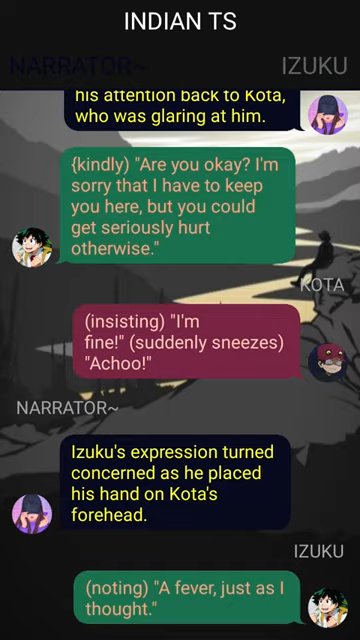 INDIAN TS
NARRATOR~
IZUKU
his attention back to Kota,
who was glaring at him.
{kindly) "Are you okay? I'm
sorry that I have to keep
you here, but you could
get seriously hurt
otherwise."
KOTA
(insisting) "I'm
fine!" (suddenly sneezes)
"Achoo!"
NARRATOR~
Izuku's expression turned
concerned as he placed
his hand on Kota's
forehead.
IZUKU
(noting) "A fever, just as I
thought."